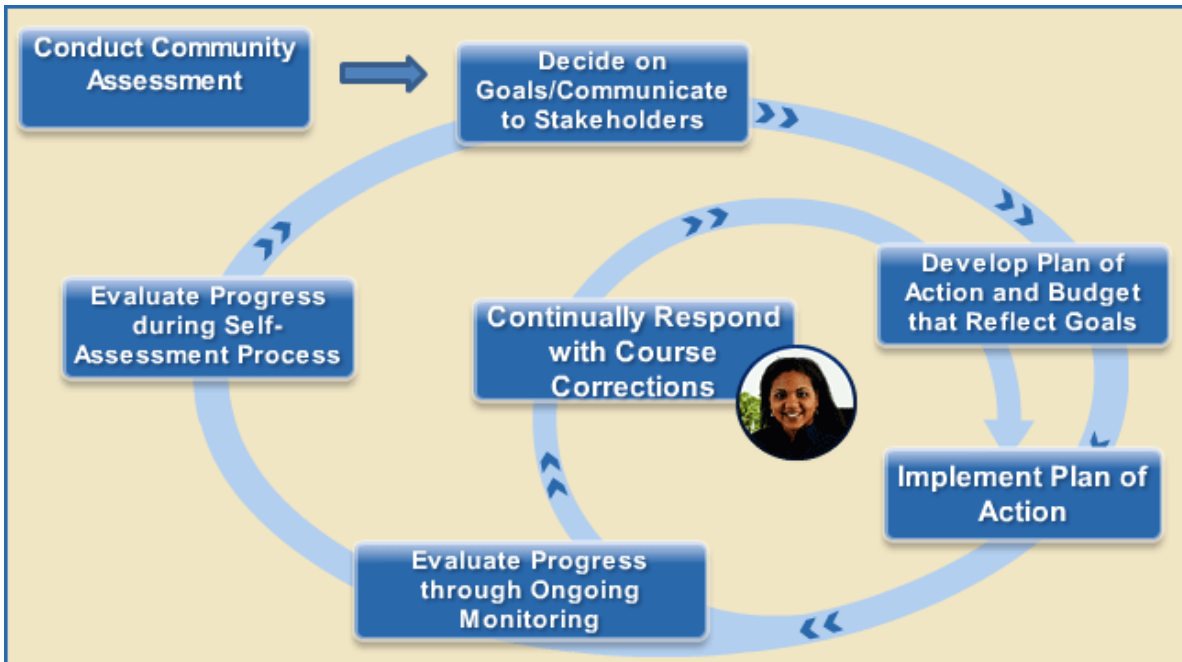 Conduct Community
Assessment
Decide on
Goals/Communicate
to Stakeholders
Develop Plan of
Action and Budget
that Reflect Goals
Implement Plan of
Action
Evaluate Progress
through Ongoing
Monitoring
Continually Respond
with Course
Corrections
Evaluate Progress
during Self-
Assessment Process